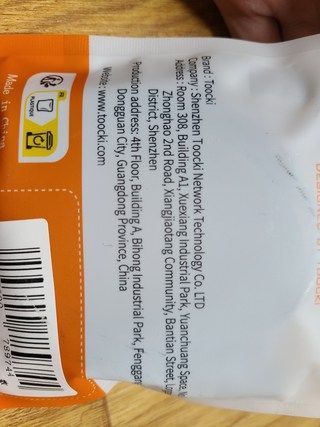 Brand : Toocki
Company : Shenzhen Toocki Network Technology Co. LTD
Address : Room 308, Building A1, Xuexiang Industrial Park, Yuanchuang Space,
Zhonghao 2nd Road, Xiangjiaotang Community, Bantian Street,
District, Shenzhen
Production address: 4th Floor, Building A, Bihong Industrial Park, Fenggan
Dongguan City, Guangdong Province, China
Website: www.toocki.com
Made in China